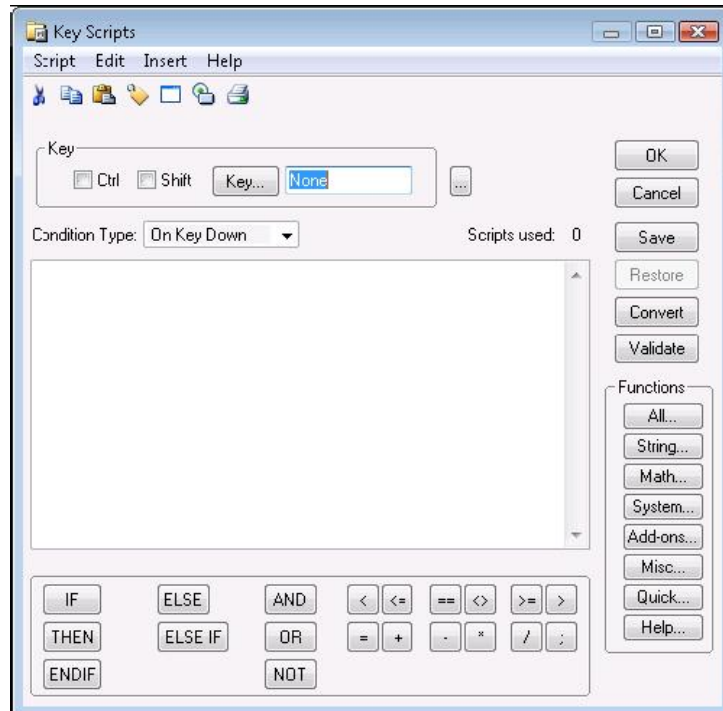 Key Scripts
Script Edit Insert Help
Key
Ctrl Shift Key... None ...
OK
Cancel
Condition Type: On Key Down Scripts used: 0
Save
Restore
Convert
Validate
Functions
All...
String...
Math...
System...
Add-ons...
Misc...
Quick...
Help...
IF ELSE AND < <= == <> >= >
THEN ELSE IF OR = + - * / ;
ENDIF NOT